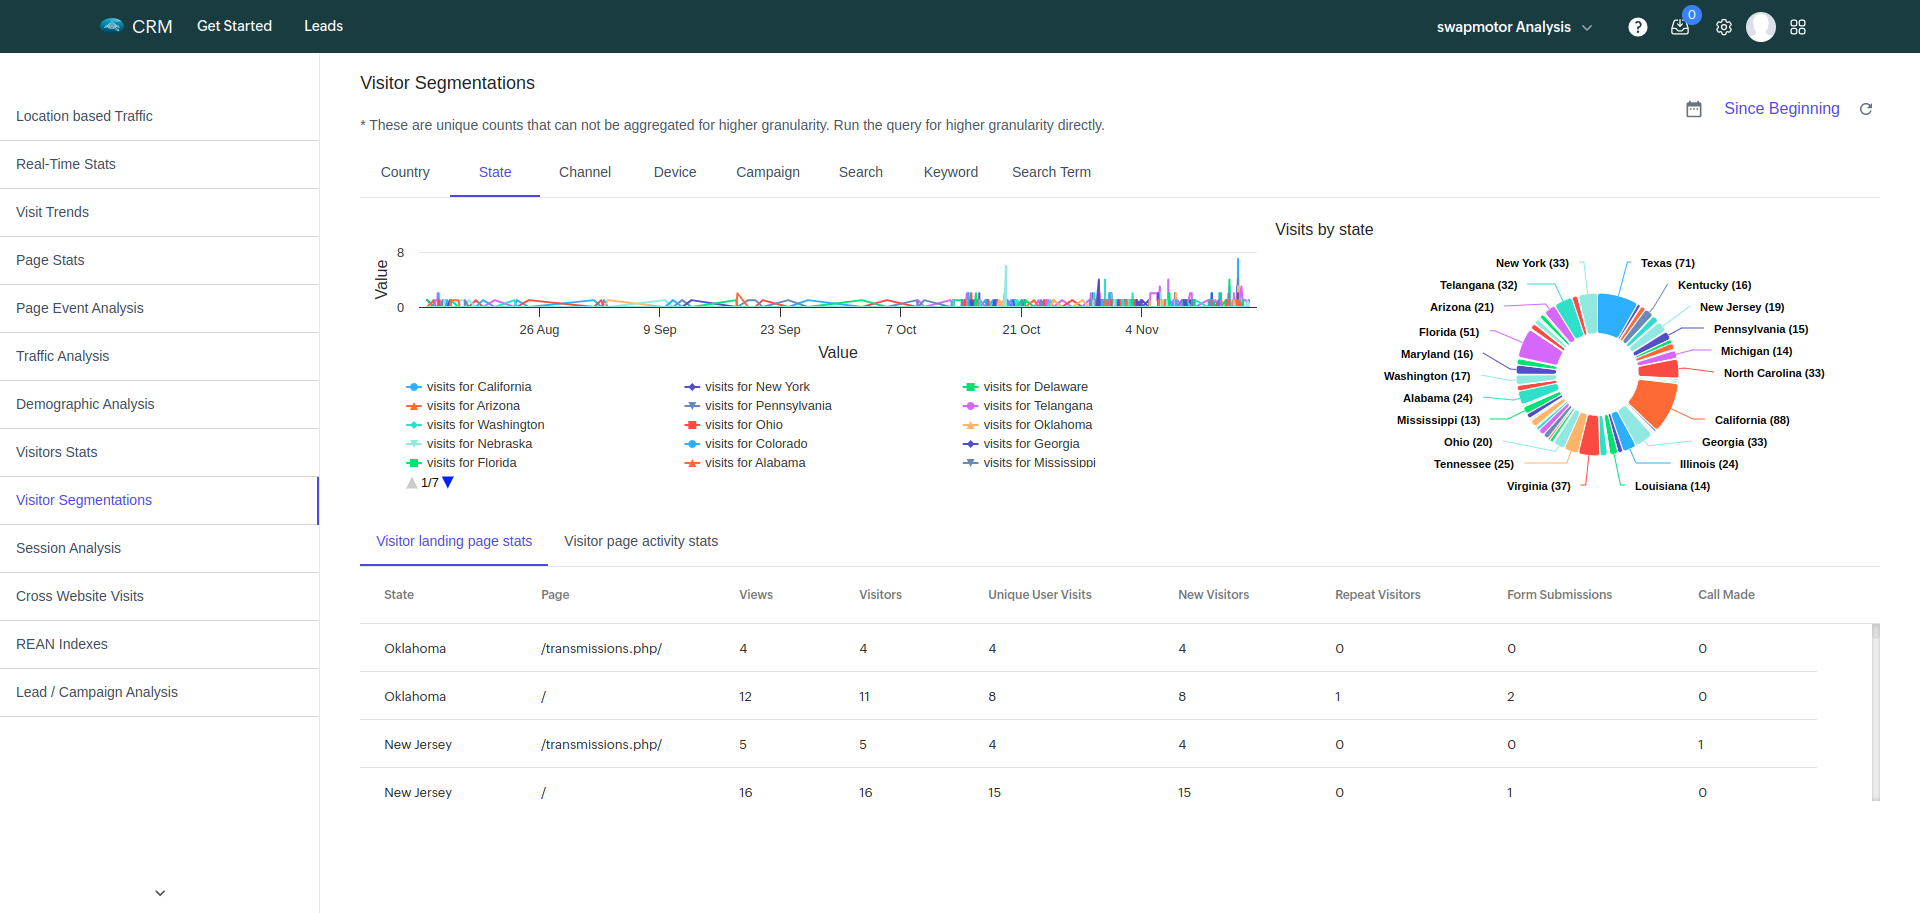 CRM Get Started Leads swapmotor Analysis 0
Location based Traffic
Real-Time Stats
Visit Trends
Page Stats
Page Event Analysis
Traffic Analysis
Demographic Analysis
Visitors Stats
Visitor Segmentations
Session Analysis
Cross Website Visits
REAN Indexes
Lead / Campaign Analysis
Visitor Segmentations
* These are unique counts that can not be aggregated for higher granularity. Run the query for higher granularity directly.
Since Beginning
Country State Channel Device Campaign Search Keyword Search Term
Value
8
0
26 Aug 9 Sep 23 Sep 7 Oct 21 Oct 4 Nov
Value
visits for California visits for New York visits for Delaware
visits for Arizona visits for Pennsylvania visits for Telangana
visits for Washington visits for Ohio visits for Oklahoma
visits for Nebraska visits for Colorado visits for Georgia
visits for Florida visits for Alabama visits for Mississippi
1/7
Visits by state
New York (33) Texas (71)
Telangana (32) Kentucky (16)
Arizona (21) New Jersey (19)
Florida (51) Pennsylvania (15)
Maryland (16) Michigan (14)
Washington (17) North Carolina (33)
Alabama (24)
Mississippi (13) California (88)
Ohio (20) Georgia (33)
Tennessee (25) Illinois (24)
Virginia (37) Louisiana (14)
Visitor landing page stats Visitor page activity stats
State Page Views Visitors Unique User Visits New Visitors Repeat Visitors Form Submissions Call Made
Oklahoma /transmissions.php/ 4 4 4 4 0 0 0
Oklahoma / 12 11 8 8 1 2 0
New Jersey /transmissions.php/ 5 5 4 4 0 0 1
New Jersey / 16 16 15 15 0 1 0